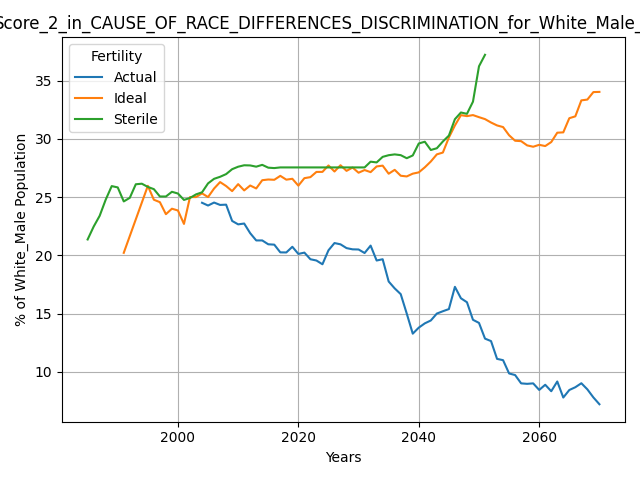 Score_2_in_CAUSE_OF_RACE_DIFFERENCES_DISCRIMINATION_for_White_Male_
Fertility
Actual
Ideal
Sterile
35
30
25
20
15
10
% of White_Male Population
2000 2020 2040 2060
Years